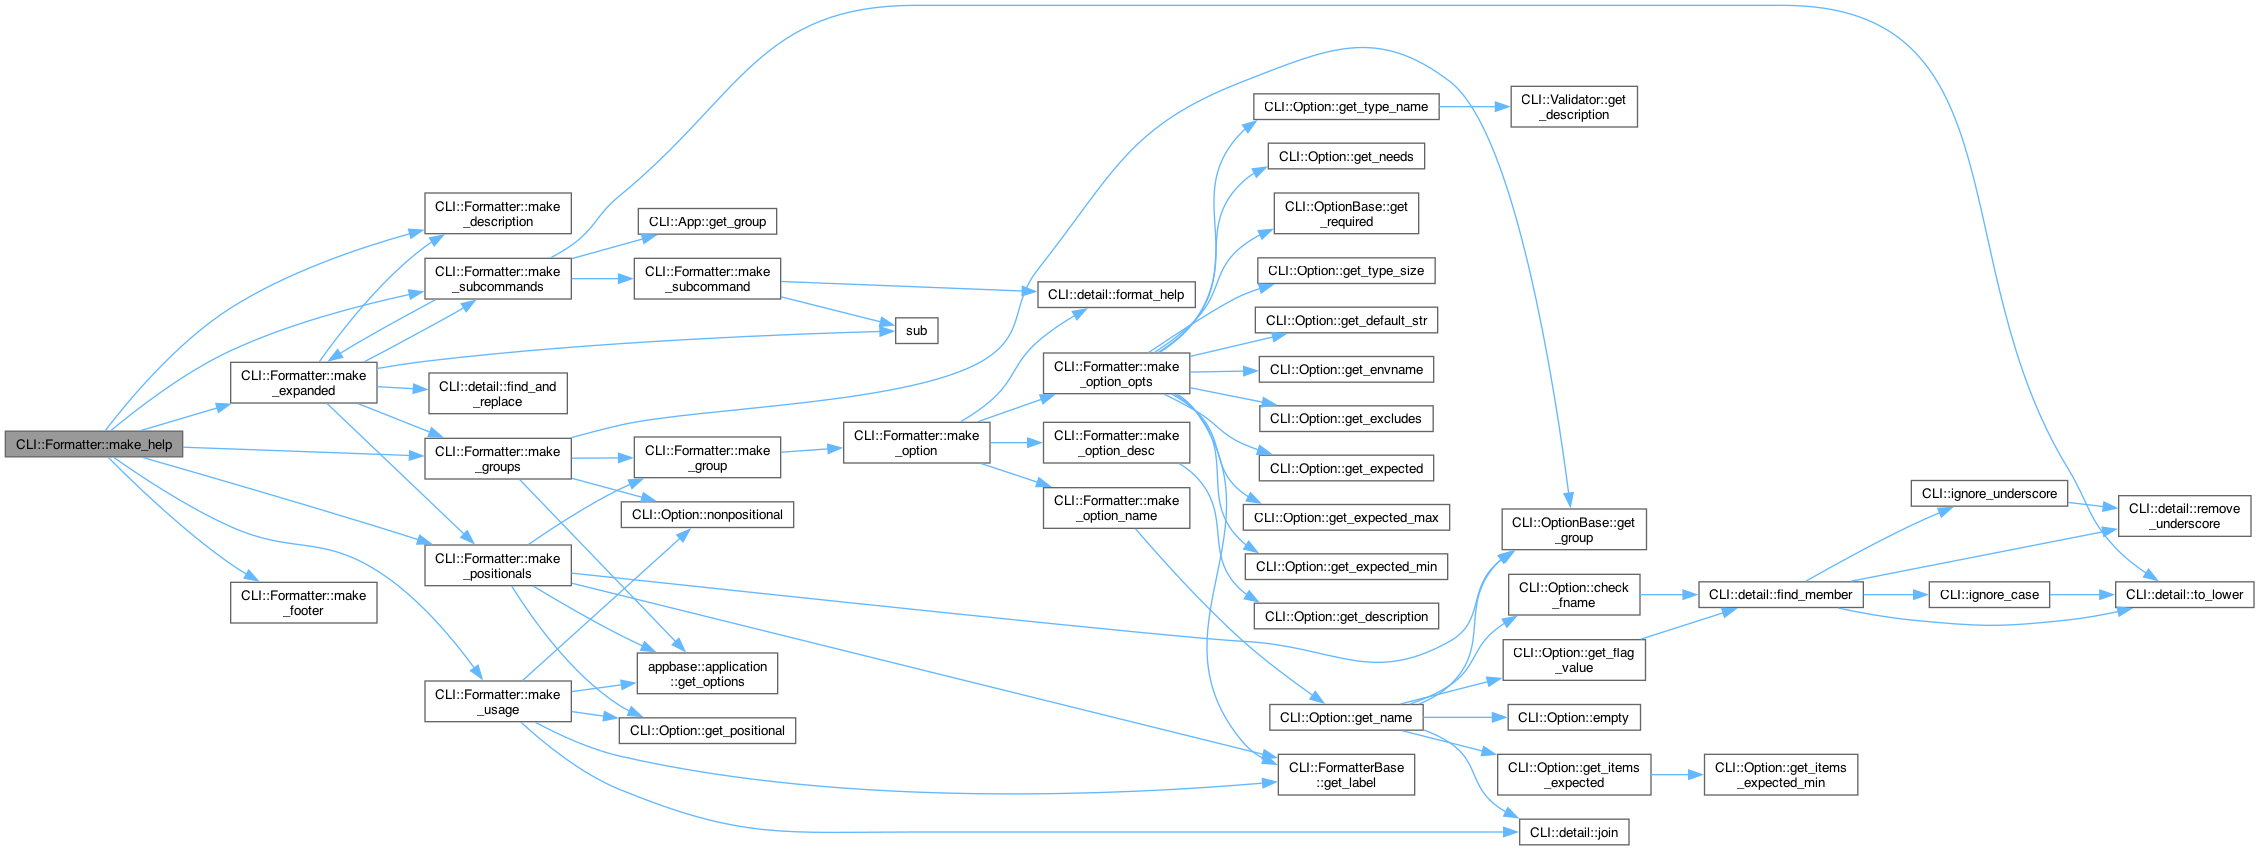 CLI::Formatter::make_help
CLI::Formatter::make
_description
CLI::Formatter::make
_subcommands
CLI::Formatter::make
_expanded
CLI::detail::find_and
_replace
CLI::Formatter::make
_groups
CLI::Formatter::make
_positionals
CLI::Formatter::make
_footer
CLI::Formatter::make
_usage
CLI::App::get_group
CLI::Formatter::make
_subcommand
sub
CLI::Formatter::make
_group
CLI::Option::nonpositional
appbase::application
::get_options
CLI::Option::get_positional
CLI::Formatter::make
_option
CLI::detail::format_help
CLI::Formatter::make
_option_opts
CLI::Formatter::make
_option_desc
CLI::Formatter::make
_option_name
CLI::Option::get_type_name
CLI::Option::get_needs
CLI::OptionBase::get
_required
CLI::Option::get_type_size
CLI::Option::get_default_str
CLI::Option::get_envname
CLI::Option::get_excludes
CLI::Option::get_expected
CLI::Option::get_expected_max
CLI::Option::get_expected_min
CLI::Option::get_description
CLI::Option::get_name
CLI::FormatterBase
::get_label
CLI::Validator::get
_description
CLI::OptionBase::get
_group
CLI::Option::check
_fname
CLI::Option::get_flag
_value
CLI::Option::empty
CLI::Option::get_items
_expected
CLI::detail::join
CLI::detail::find_member
CLI::Option::get_items
_expected_min
CLI::ignore_underscore
CLI::ignore_case
CLI::detail::remove
_underscore
CLI::detail::to_lower